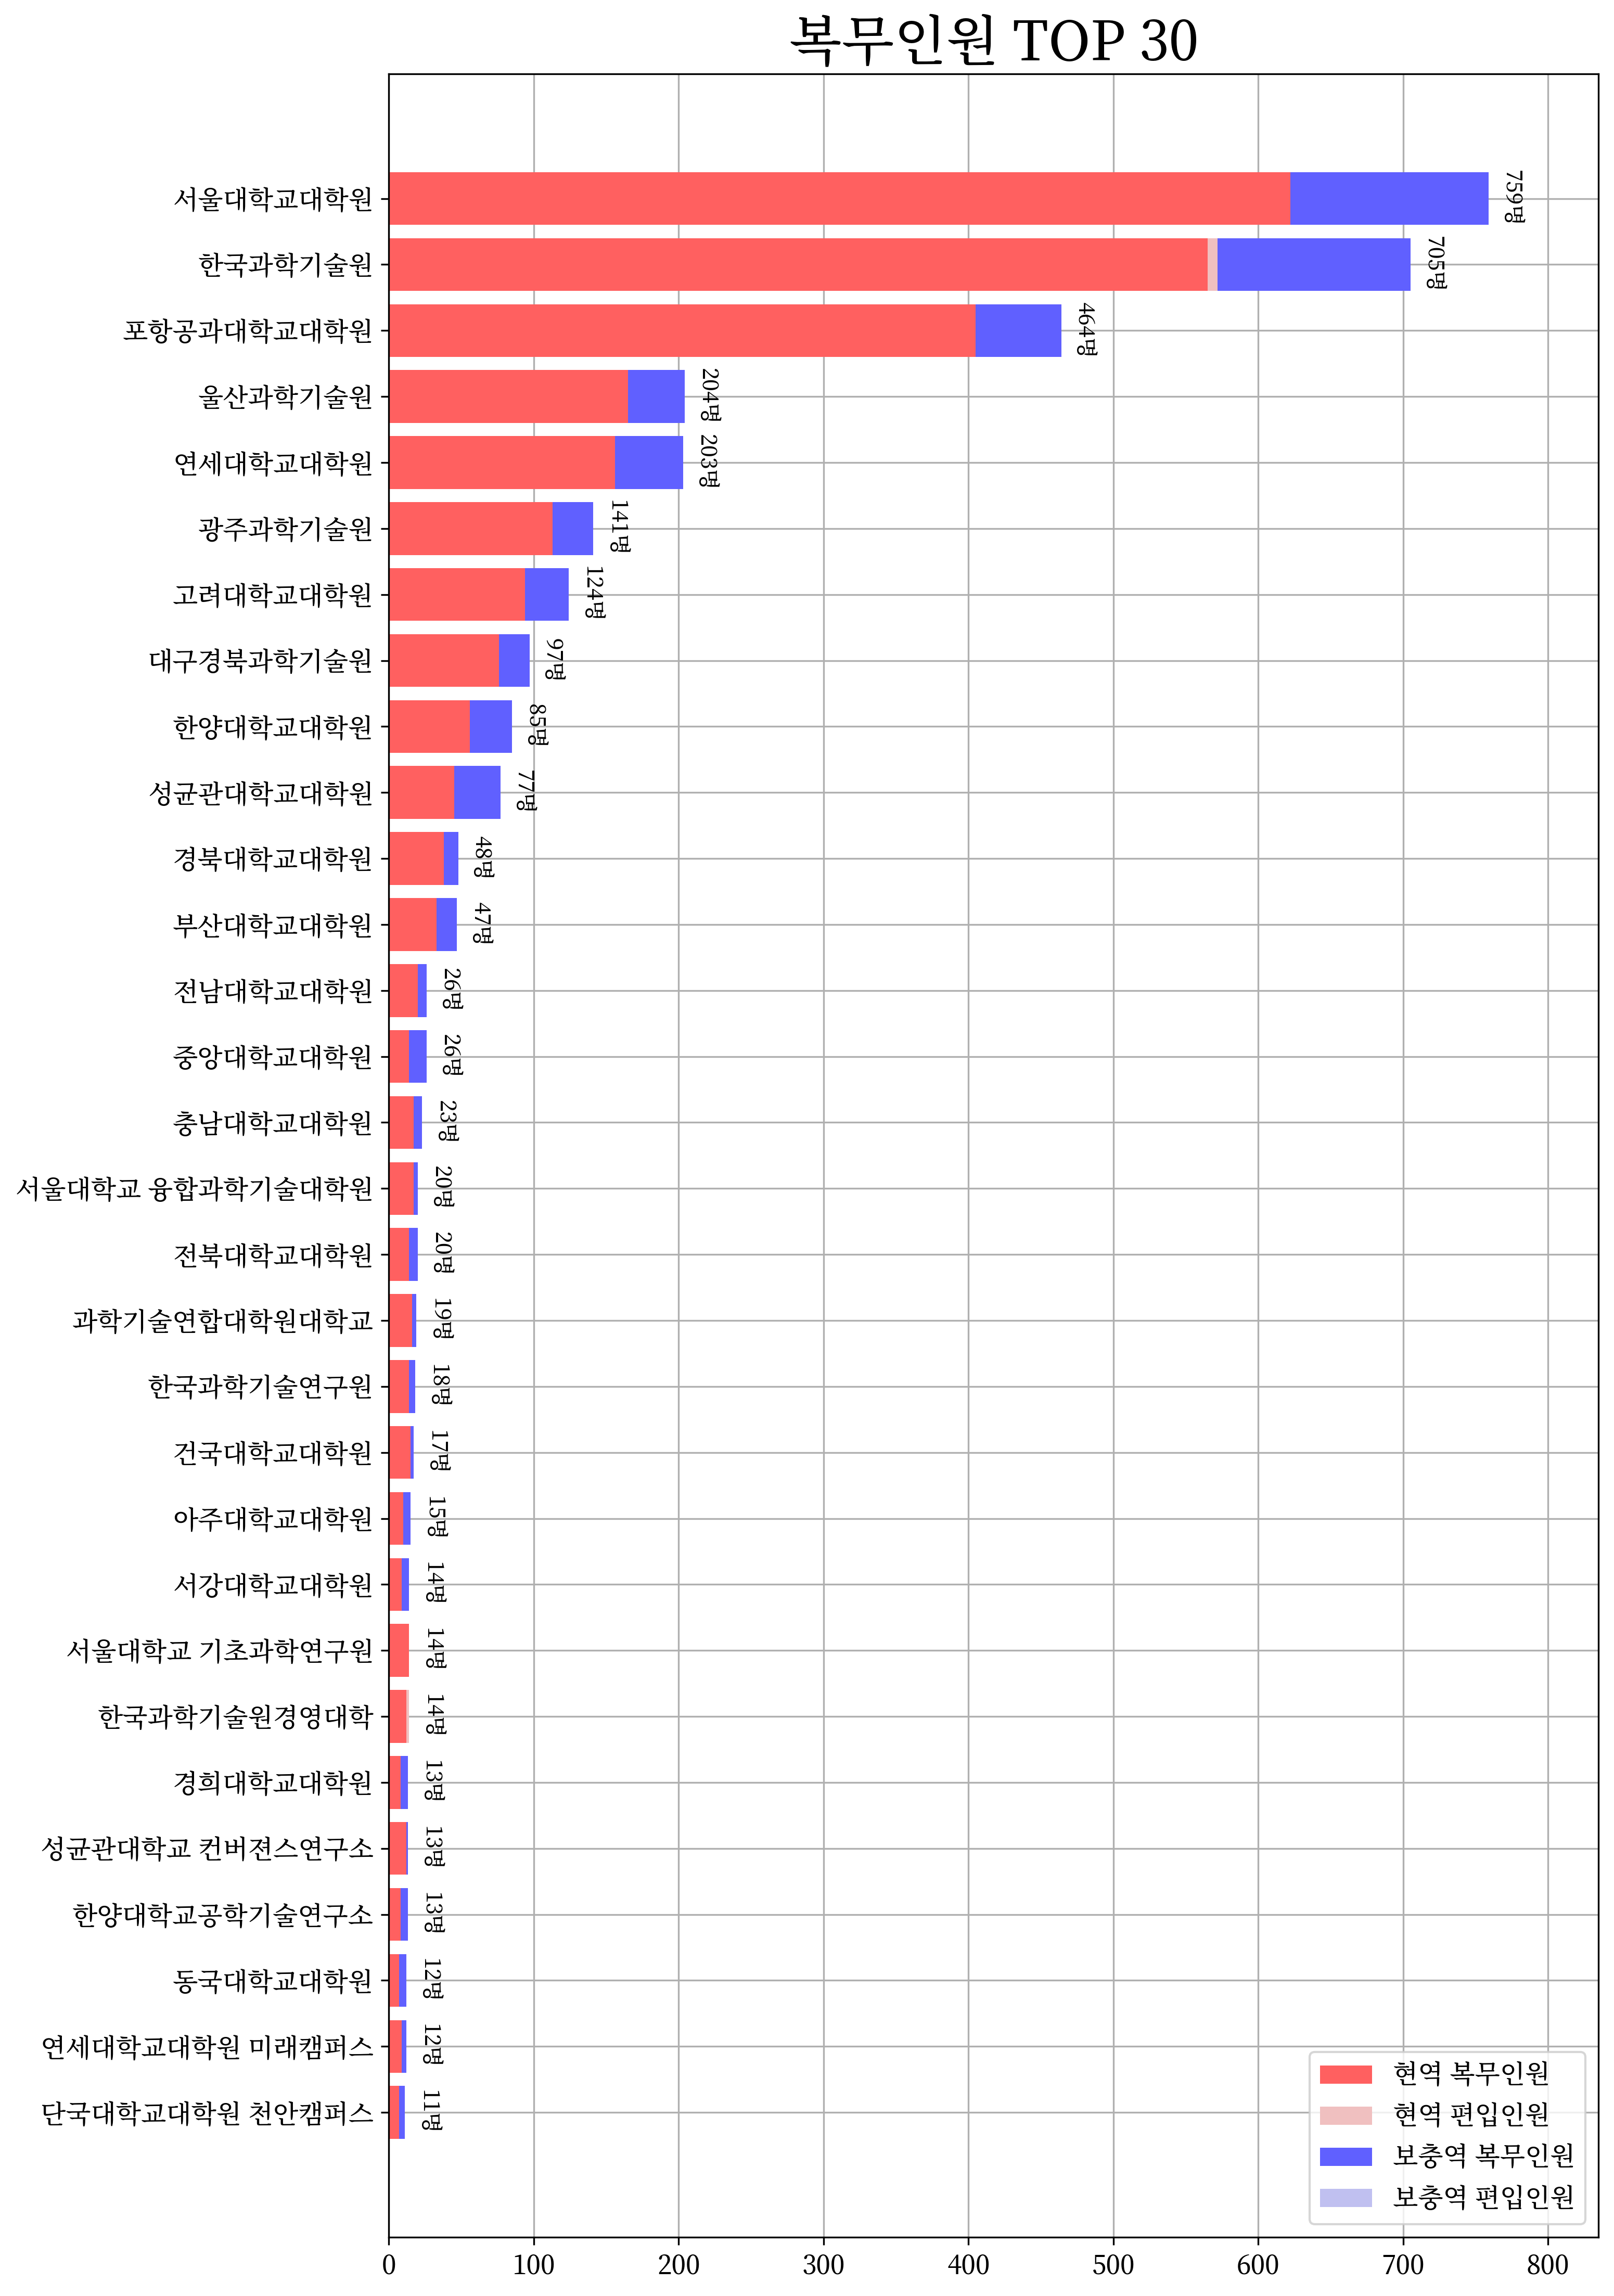 복무인원 TOP 30
서울대학교대학원 759명
한국과학기술원 705명
포항공과대학교대학원 464명
울산과학기술원 204명
연세대학교대학원 203명
광주과학기술원 141명
고려대학교대학원 124명
대구경북과학기술원 97명
한양대학교대학원 85명
성균관대학교대학원 77명
경북대학교대학원 48명
부산대학교대학원 47명
전남대학교대학원 26명
중앙대학교대학원 26명
충남대학교대학원 23명
서울대학교 융합과학기술대학원 20명
전북대학교대학원 20명
과학기술연합대학원대학교 19명
한국과학기술연구원 18명
건국대학교대학원 17명
아주대학교대학원 15명
서강대학교대학원 14명
서울대학교 기초과학연구원 14명
한국과학기술원경영대학 14명
경희대학교대학원 13명
성균관대학교 컨버젼스연구소 13명
한양대학교공학기술연구소 13명
동국대학교대학원 12명
연세대학교대학원 미래캠퍼스 12명
단국대학교대학원 천안캠퍼스 11명
현역 복무인원
현역 편입인원
보충역 복무인원
보충역 편입인원
0 100 200 300 400 500 600 700 800